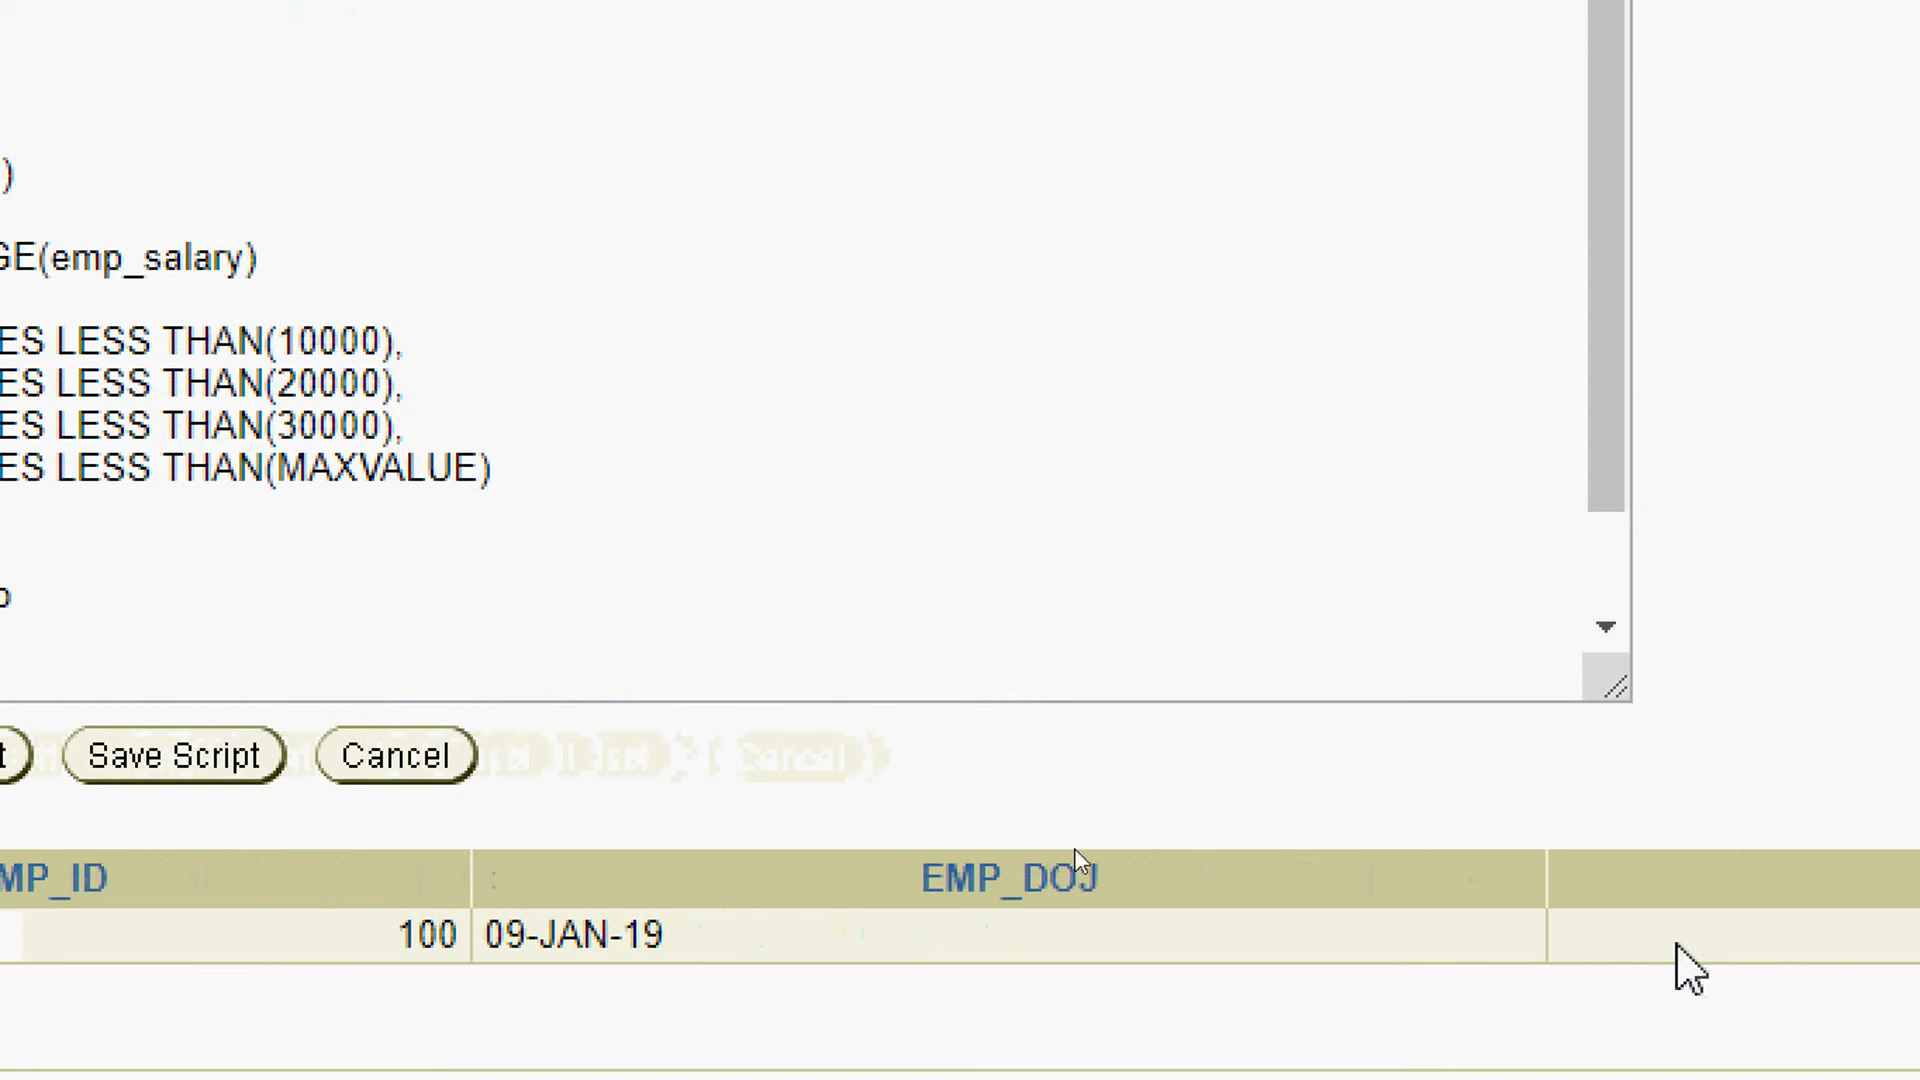 )
GE(emp_salary)
ES LESS THAN(10000),
ES LESS THAN(20000),
ES LESS THAN(30000),
ES LESS THAN(MAXVALUE)
Save Script Cancel Cancel
MP_ID EMP_DOJ
100 09-JAN-19